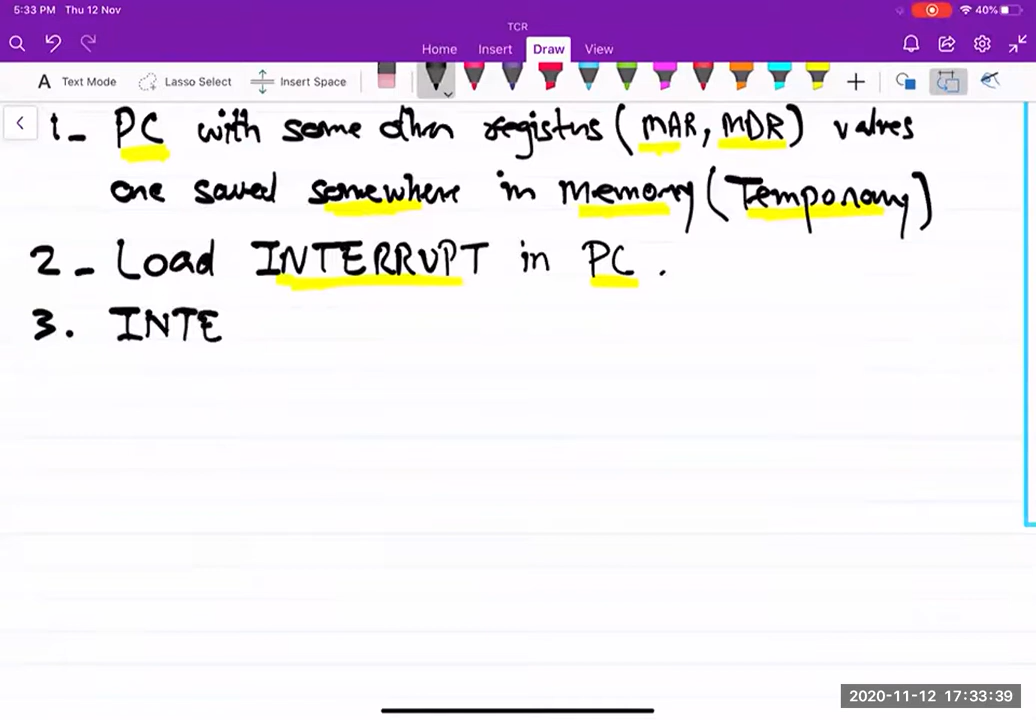 5:33 PM Thu 12 Nov
40%
TCR
Home Insert Draw View
A Text Mode Lasso Select Insert Space
1- PC with some other registers (MAR, MDR) values
are saved somewhere in Memory (Temporary)
2- Load INTERRUPT in PC.
3. INTE
2020-11-12 17:33:39